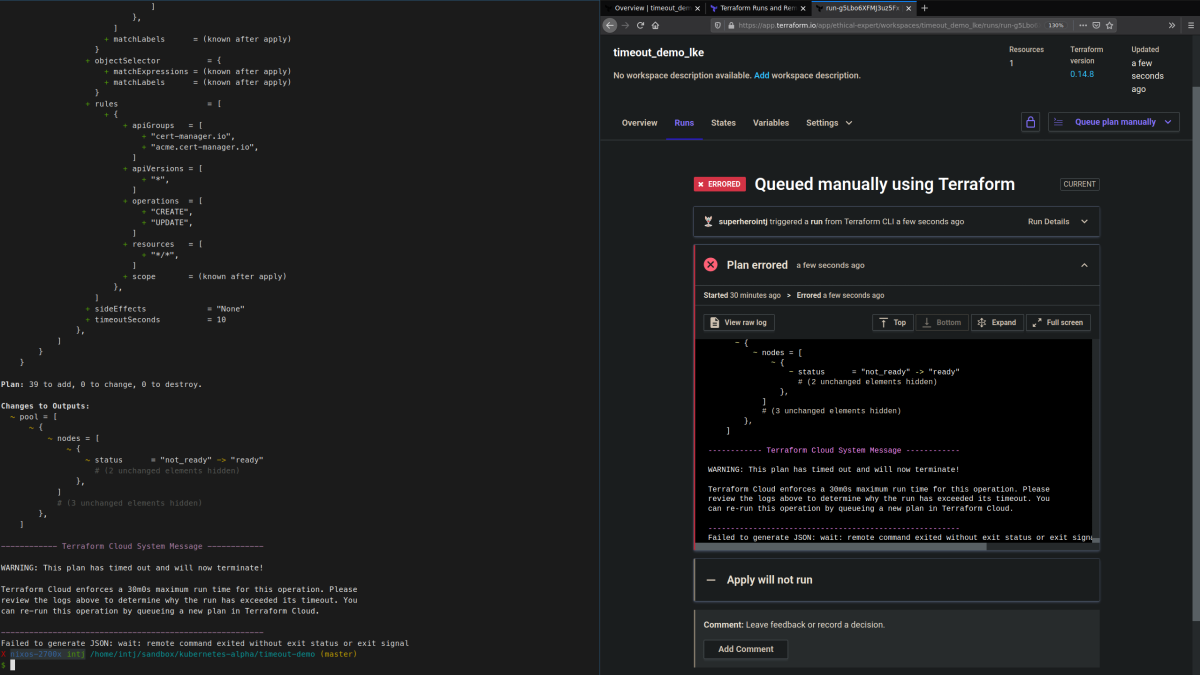 ]
},
]
+ matchLabels = (known after apply)
}
+ objectSelector = {
+ matchExpressions = (known after apply)
+ matchLabels = (known after apply)
}
+ rules = [
+ {
+ apiGroups = [
+ "cert-manager.io",
+ "acme.cert-manager.io",
]
+ apiVersions = [
+ "*",
]
+ operations = [
+ "CREATE",
+ "UPDATE",
]
+ resources = [
+ "*/*",
]
+ scope = (known after apply)
},
]
+ sideEffects = "None"
+ timeoutSeconds = 10
},
]
}
}
Plan: 39 to add, 0 to change, 0 to destroy.
Changes to Outputs:
~ pool = [
~ {
~ nodes = [
~ {
~ status = "not_ready" -> "ready"
# (2 unchanged elements hidden)
},
]
# (3 unchanged elements hidden)
},
]
------------ Terraform Cloud System Message ------------
WARNING: This plan has timed out and will now terminate!
Terraform Cloud enforces a 30m0s maximum run time for this operation. Please
review the logs above to determine why the run has exceeded its timeout. You
can re-run this operation by queueing a new plan in Terraform Cloud.
--------------------------------------------------------
Failed to generate JSON: wait: remote command exited without exit status or exit signal
X nixos-2700x intj /home/intj/sandbox/kubernetes-alpha/timeout-demo (master)
$
Overview | timeout_dem
Terraform Runs and Rem
run-g5Lbo6XFMJ3uz5Fx
https://app.terraform.io/app/ethical-expert/workspaces/timeout_demo_lke/runs/run-g5Lbo
130%
timeout_demo_lke
No workspace description available. Add workspace description.
Resources
1
Terraform
version
0.14.8
Updated
a few
seconds
ago
Overview Runs States Variables Settings
Queue plan manually
ERRORED Queued manually using Terraform CURRENT
superherointj triggered a run from Terraform CLI a few seconds ago
Run Details
Plan errored a few seconds ago
Started 30 minutes ago > Errored a few seconds ago
View raw log Top Bottom Expand Full screen
~ {
~ nodes = [
~ {
~ status = "not_ready" -> "ready"
# (2 unchanged elements hidden)
},
]
# (3 unchanged elements hidden)
},
]
------------ Terraform Cloud System Message ------------
WARNING: This plan has timed out and will now terminate!
Terraform Cloud enforces a 30m0s maximum run time for this operation. Please
review the logs above to determine why the run has exceeded its timeout. You
can re-run this operation by queueing a new plan in Terraform Cloud.
--------------------------------------------------------
Failed to generate JSON: wait: remote command exited without exit status or exit signa
Apply will not run
Comment: Leave feedback or record a decision.
Add Comment